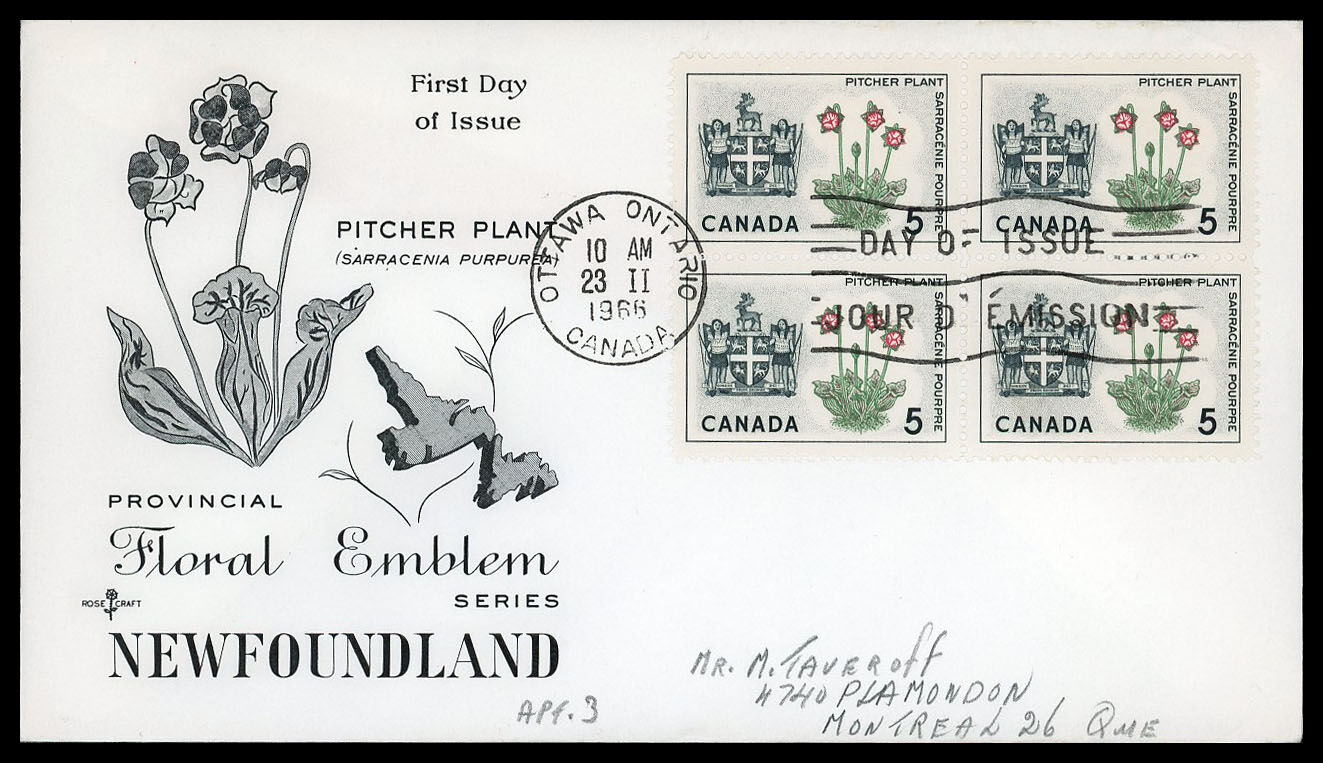 First Day
of Issue
PITCHER PLANT
(SARRACENIA PURPUREA)
OTTAWA ONTARIO
10 AM
23 II
1966
CANADA
PITCHER PLANT
SARRACÉNIE POURPRE
CANADA 5
PITCHER PLANT
SARRACÉNIE POURPRE
CANADA 5
DAY OF ISSUE
JOUR D'ÉMISSION
PITCHER PLANT
SARRACÉNIE POURPRE
CANADA 5
PITCHER PLANT
SARRACÉNIE POURPRE
CANADA 5
PROVINCIAL
Floral Emblem
SERIES
ROSE CRAFT
NEWFOUNDLAND
MR. M. TAVEROFF
4740 PLAMONDON
MONTREAL 26 QUE
APT. 3